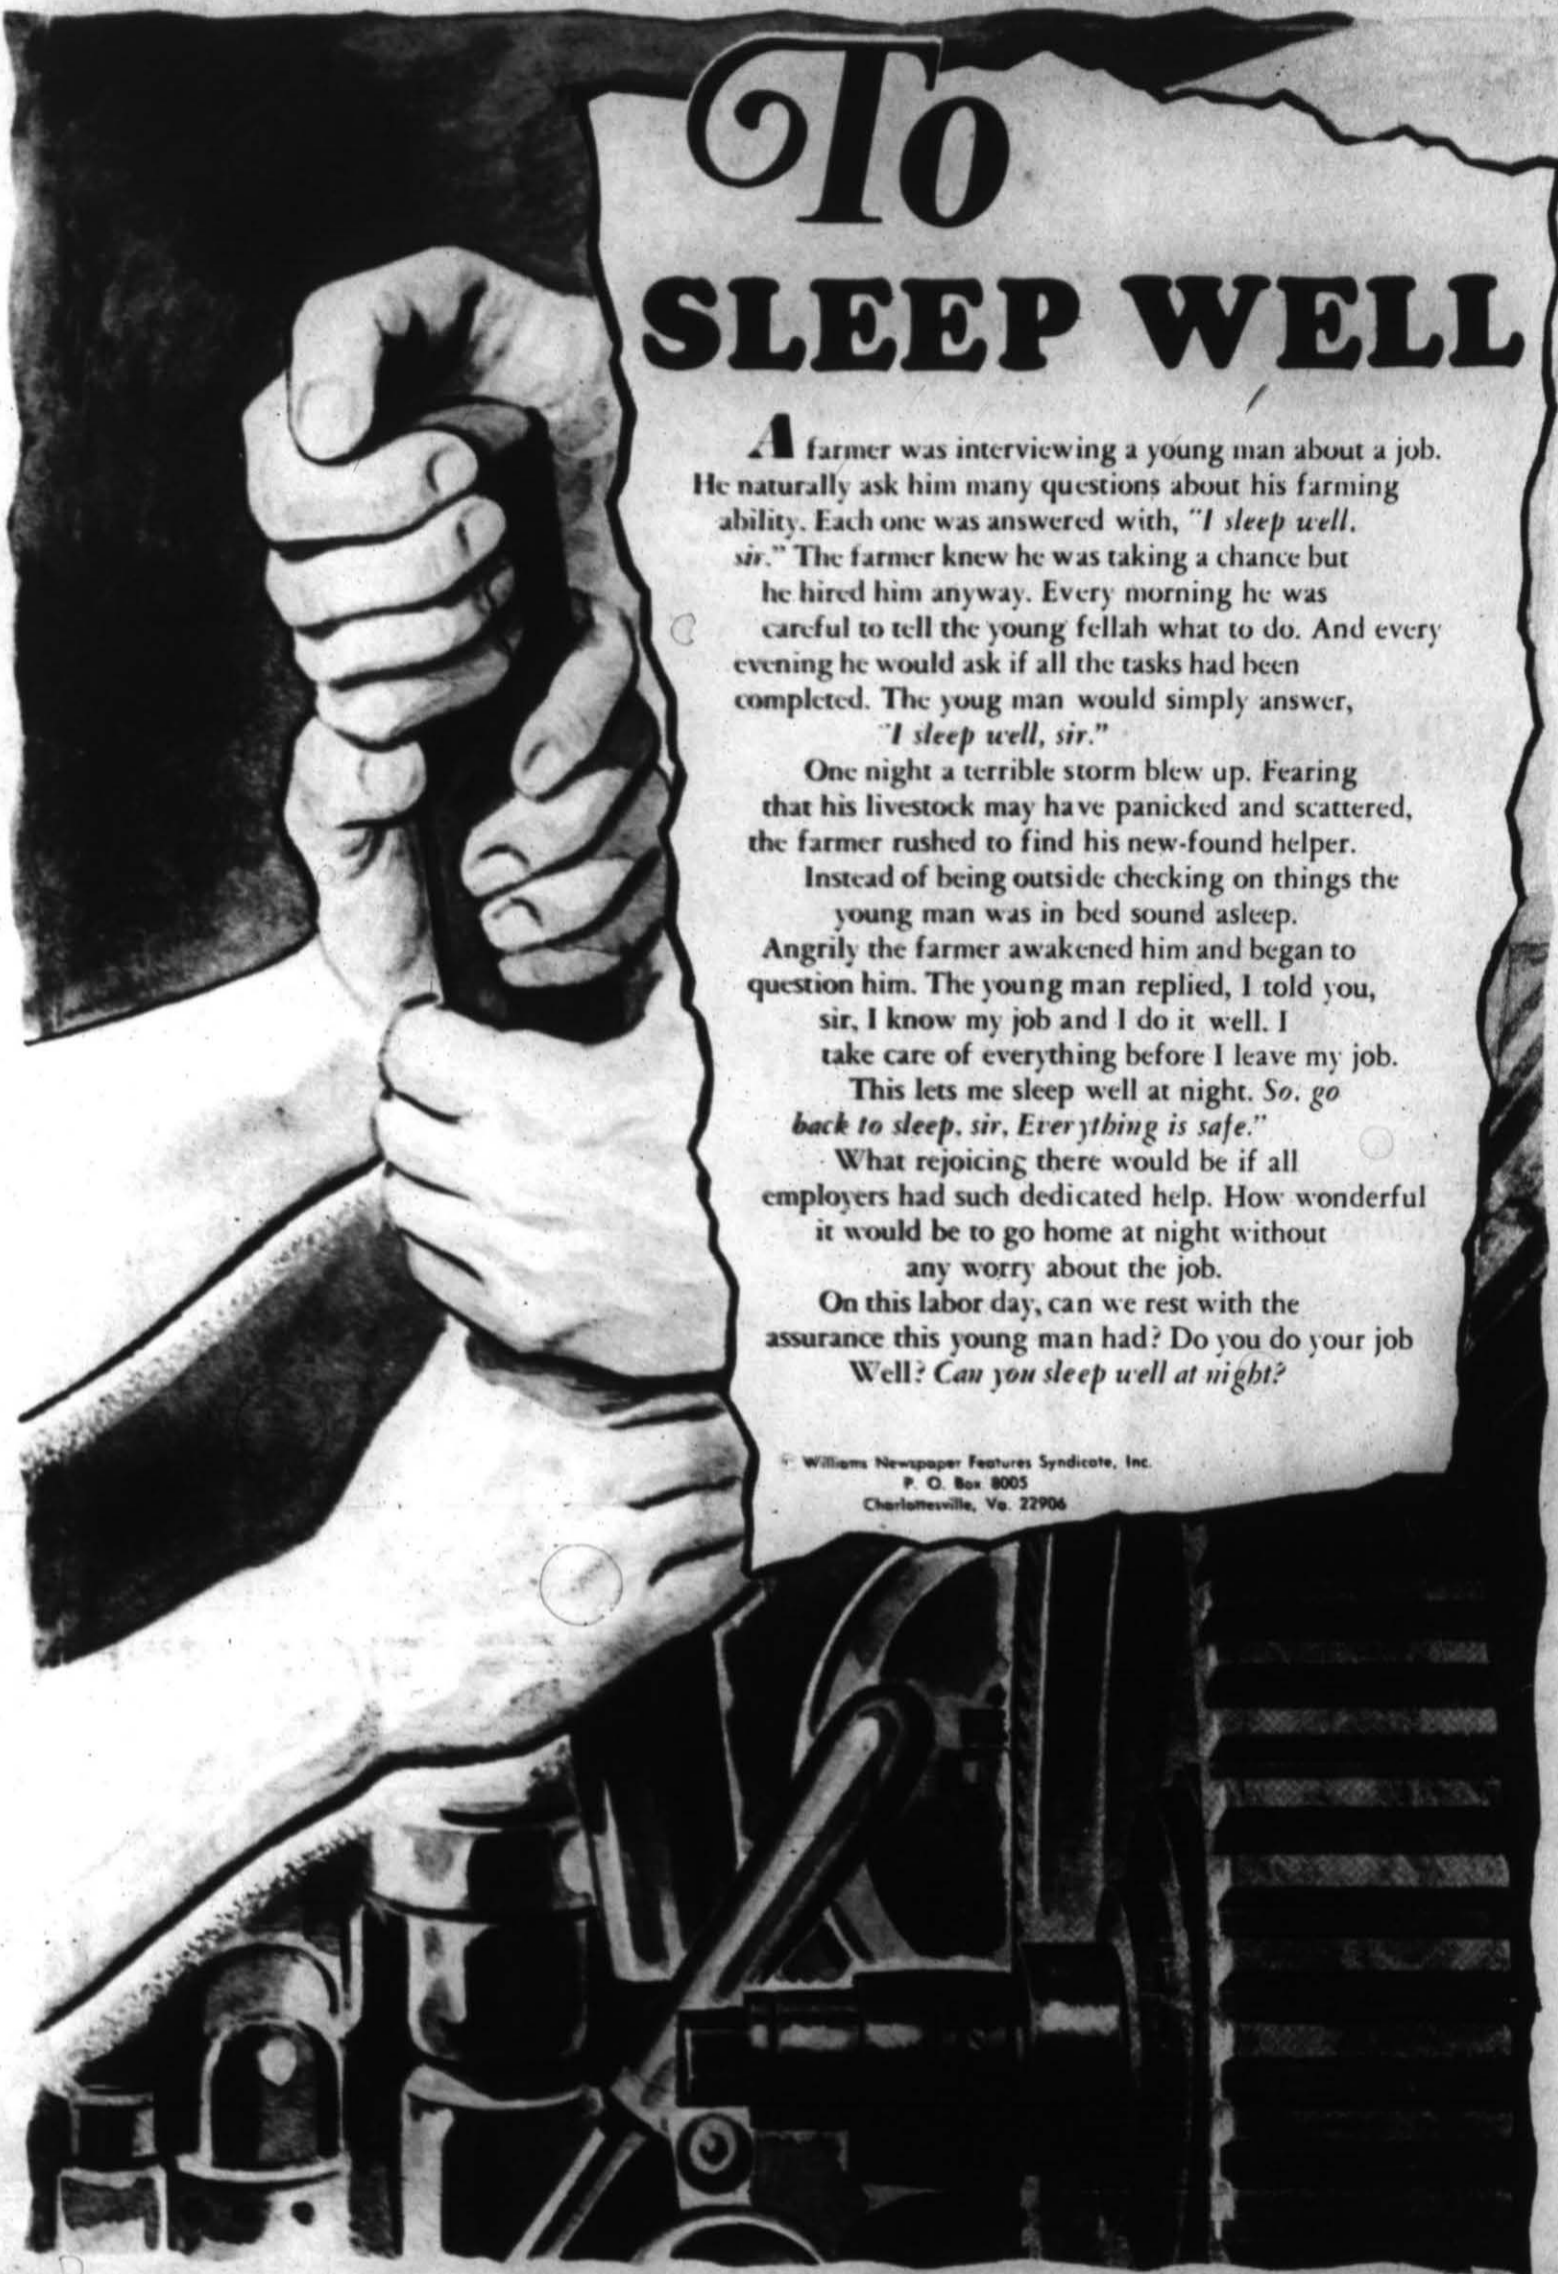 To
SLEEP WELL
A farmer was interviewing a young man about a job.
He naturally ask him many questions about his farming
ability. Each one was answered with, "I sleep well,
sir." The farmer knew he was taking a chance but
he hired him anyway. Every morning he was
careful to tell the young fellah what to do. And every
evening he would ask if all the tasks had been
completed. The youg man would simply answer,
"I sleep well, sir."
One night a terrible storm blew up. Fearing
that his livestock may have panicked and scattered,
the farmer rushed to find his new-found helper.
Instead of being outside checking on things the
young man was in bed sound asleep.
Angrily the farmer awakened him and began to
question him. The young man replied, I told you,
sir, I know my job and I do it well. I
take care of everything before I leave my job.
This lets me sleep well at night. So, go
back to sleep, sir, Everything is safe."
What rejoicing there would be if all
employers had such dedicated help. How wonderful
it would be to go home at night without
any worry about the job.
On this labor day, can we rest with the
assurance this young man had? Do you do your job
Well? Can you sleep well at night?
© Williams Newspaper Features Syndicate, Inc.
P. O. Box 8005
Charlottesville, Va. 22906